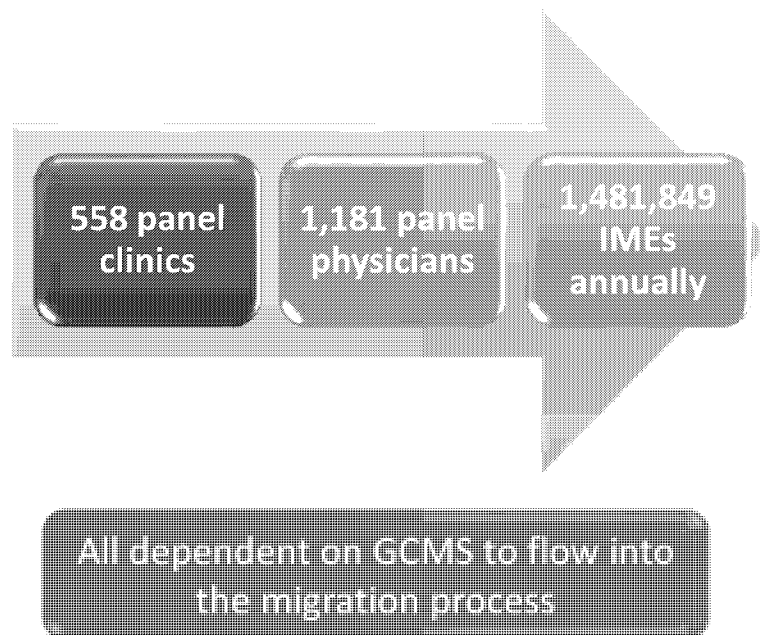 558 panel
clinics
1,181 panel
physicians
1,481,849
IMEs
annually
All dependent on GCMS to flow into
the migration process